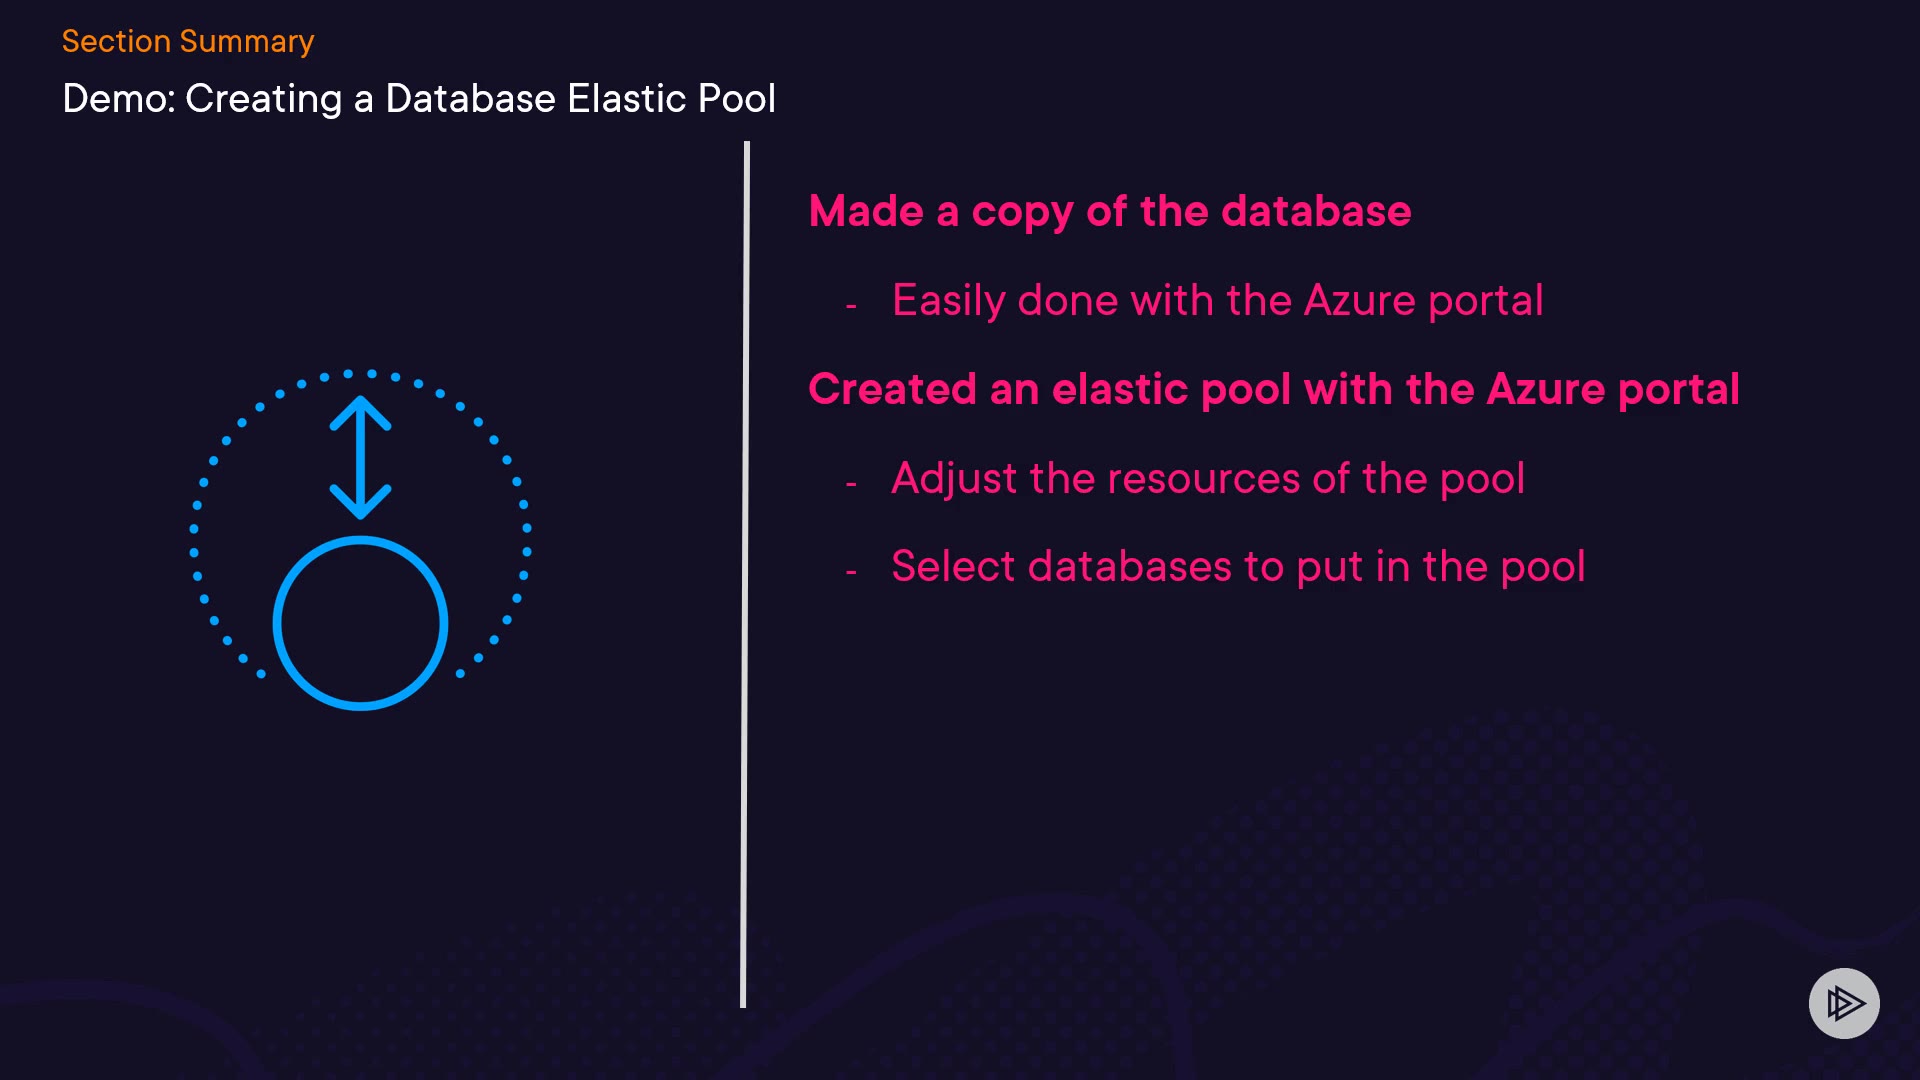 Section Summary
Demo: Creating a Database Elastic Pool
Made a copy of the database
- Easily done with the Azure portal
Created an elastic pool with the Azure portal
- Adjust the resources of the pool
- Select databases to put in the pool